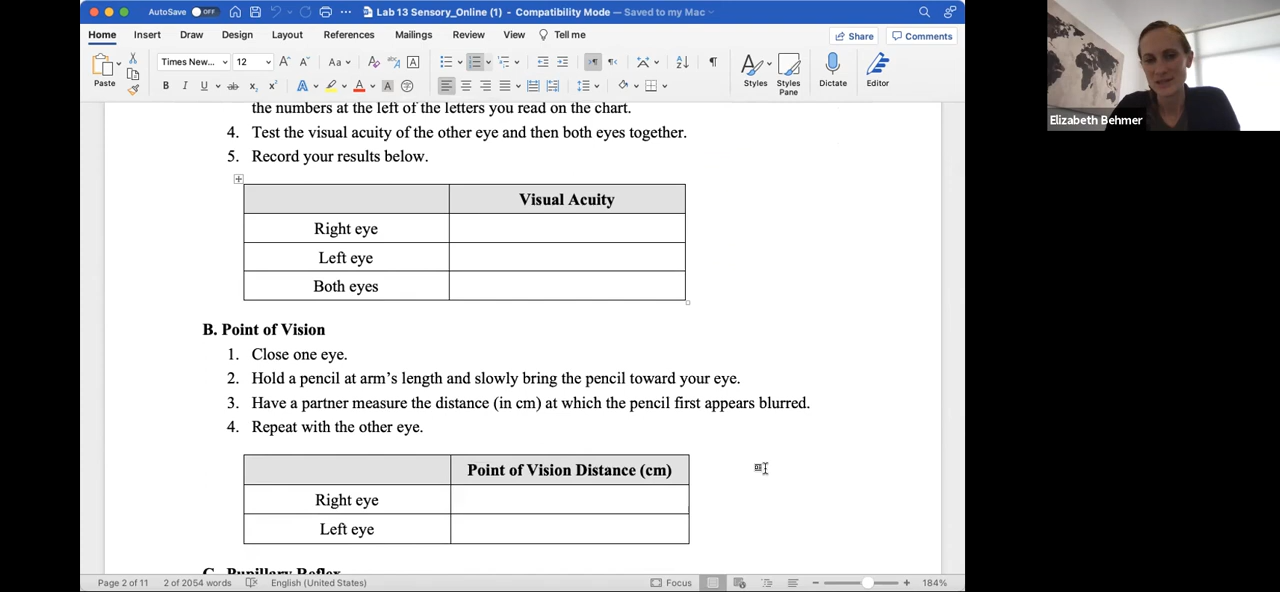 AutoSave OFF Lab 13 Sensory_Online (1) - Compatibility Mode — Saved to my Mac
Home Insert Draw Design Layout References Mailings Review View Tell me Share Comments
Paste Times New... 12 Styles Styles Pane Dictate Editor
the numbers at the left of the letters you read on the chart.
4. Test the visual acuity of the other eye and then both eyes together.
5. Record your results below.
Visual Acuity
Right eye
Left eye
Both eyes
B. Point of Vision
1. Close one eye.
2. Hold a pencil at arm's length and slowly bring the pencil toward your eye.
3. Have a partner measure the distance (in cm) at which the pencil first appears blurred.
4. Repeat with the other eye.
Point of Vision Distance (cm)
Right eye
Left eye
C. Pupillary Reflex
Page 2 of 11 2 of 2054 words English (United States) Focus 184%
Elizabeth Behmer